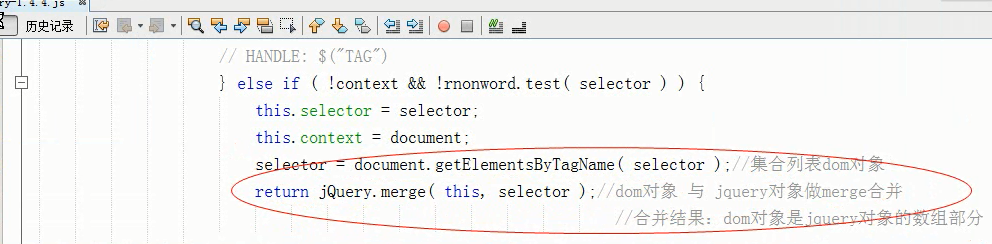 ry-1.4.4.js
历史记录
// HANDLE: $("TAG")
} else if ( !context && !rnonword.test( selector ) ) {
this.selector = selector;
this.context = document;
selector = document.getElementsByTagName( selector );//集合列表dom对象
return jQuery.merge( this, selector );//dom对象 与 jquery对象做merge合并
//合并结果：dom对象是jquery对象的数组部分